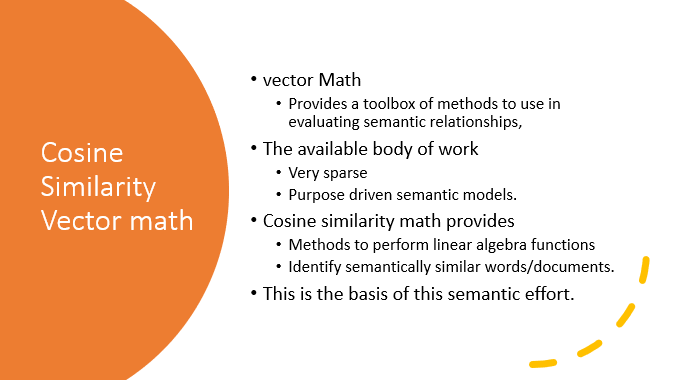 Cosine
Similarity
Vector math
• vector Math
• Provides a toolbox of methods to use in
evaluating semantic relationships,
• The available body of work
• Very sparse
• Purpose driven semantic models.
• Cosine similarity math provides
• Methods to perform linear algebra functions
• Identify semantically similar words/documents.
• This is the basis of this semantic effort.